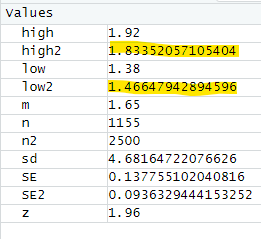 Values
high 1.92
high2 1.83352057105404
low 1.38
low2 1.46647942894596
m 1.65
n 1155
n2 2500
sd 4.68164722076626
SE 0.137755102040816
SE2 0.0936329444153252
z 1.96